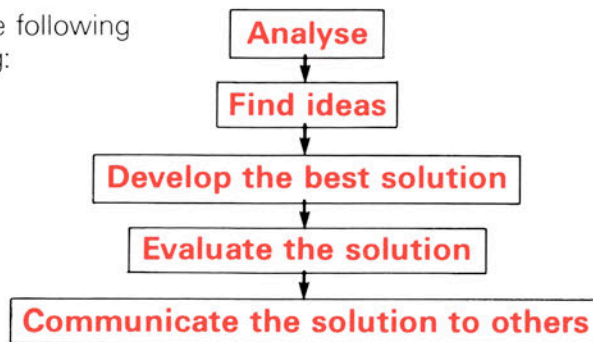 e following
g:
Analyse
Find ideas
Develop the best solution
Evaluate the solution
Communicate the solution to others